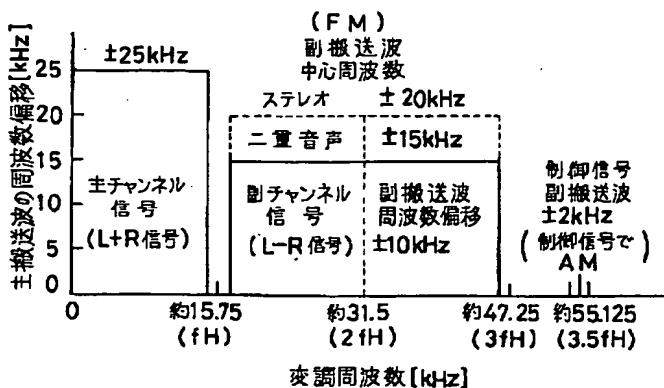 (FM)
副搬送波
中心周波数
±25kHz
ステレオ ±20kHz
二重音声 ±15kHz
主チャンネル
信号
(L+R信号)
副チャンネル
信号
(L-R信号)
副搬送波
周波数偏移
±10kHz
制御信号
副搬送波
±2kHz
(制御信号で
AM)
主搬送波の周波数偏移[kHz]
25
20
15
10
5
0
0 約15.75 約31.5 約47.25 約55.125
(fH) (2fH) (3fH) (3.5fH)
変調周波数[kHz]